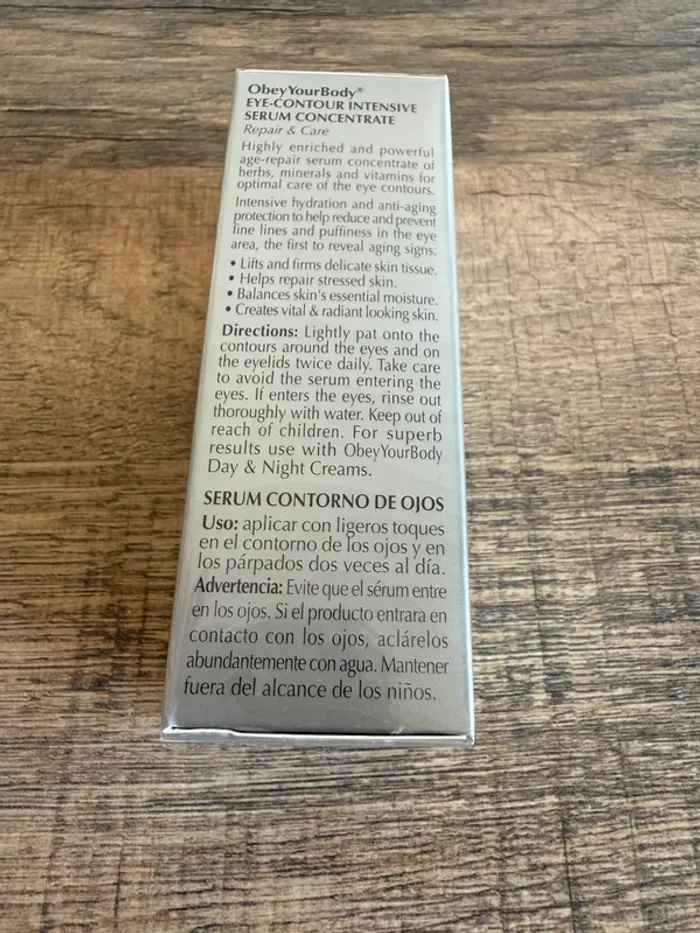 ObeyYourBody®
EYE-CONTOUR INTENSIVE
SERUM CONCENTRATE
Repair & Care
Highly enriched and powerful
age-repair serum concentrate of
herbs, minerals and vitamins for
optimal care of the eye contours.
Intensive hydration and anti-aging
protection to help reduce and prevent
fine lines and puffiness in the eye
area, the first to reveal aging signs.
• Lifts and firms delicate skin tissue.
• Helps repair stressed skin.
• Balances skin's essential moisture.
• Creates vital & radiant looking skin.
Directions: Lightly pat onto the
contours around the eyes and on
the eyelids twice daily. Take care
to avoid the serum entering the
eyes. If enters the eyes, rinse out
thoroughly with water. Keep out of
reach of children. For superb
results use with ObeyYourBody
Day & Night Creams.
SERUM CONTORNO DE OJOS
Uso: aplicar con ligeros toques
en el contorno de los ojos y en
los párpados dos veces al día.
Advertencia: Evite que el sérum entre
en los ojos. Si el producto entrara en
contacto con los ojos, aclárelos
abundantemente con agua. Mantener
fuera del alcance de los niños.